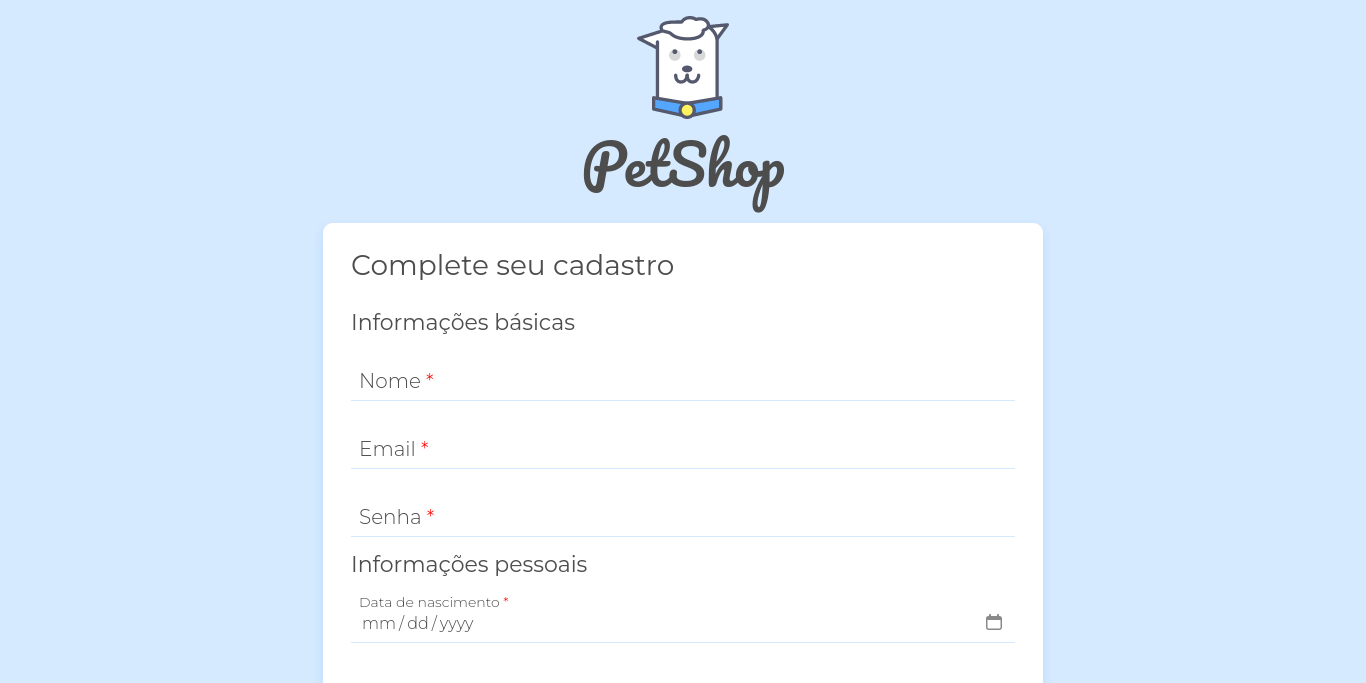 PetShop
Complete seu cadastro
Informações básicas
Nome *
Email *
Senha *
Informações pessoais
Data de nascimento *
mm/dd/yyyy